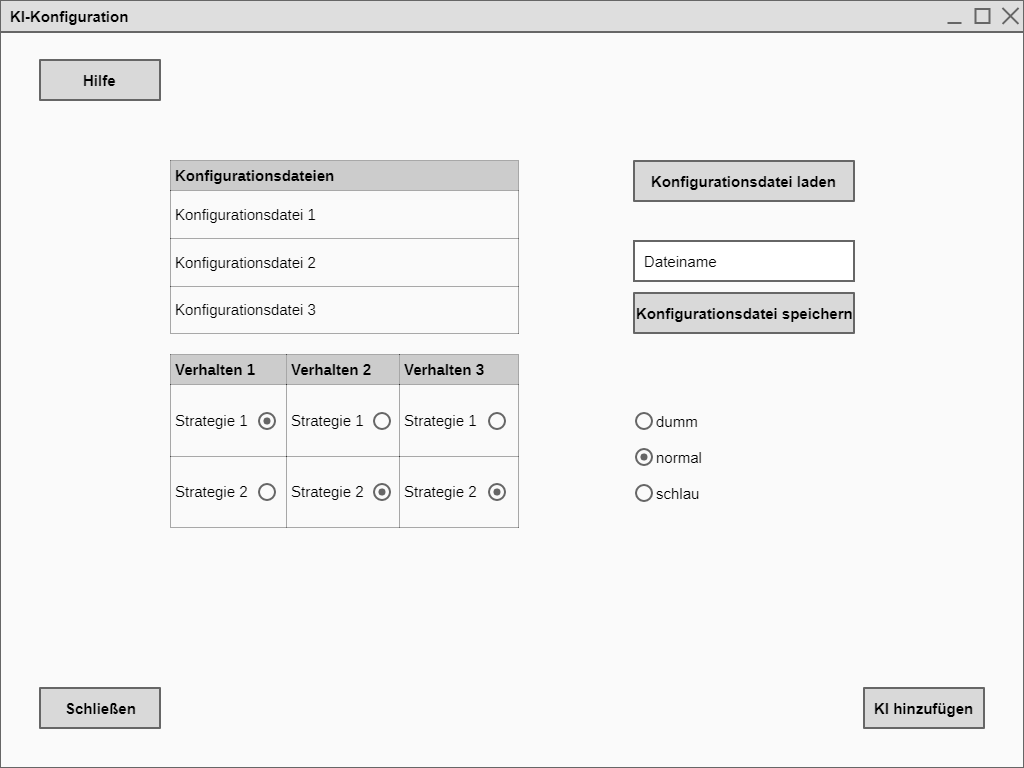 KI-Konfiguration
Hilfe
Konfigurationsdateien
Konfigurationsdatei 1
Konfigurationsdatei 2
Konfigurationsdatei 3
Konfigurationsdatei laden
Dateiname
Konfigurationsdatei speichern
Verhalten 1 Verhalten 2 Verhalten 3
Strategie 1 Strategie 1 Strategie 1
Strategie 2 Strategie 2 Strategie 2
dumm
normal
schlau
Schließen
KI hinzufügen